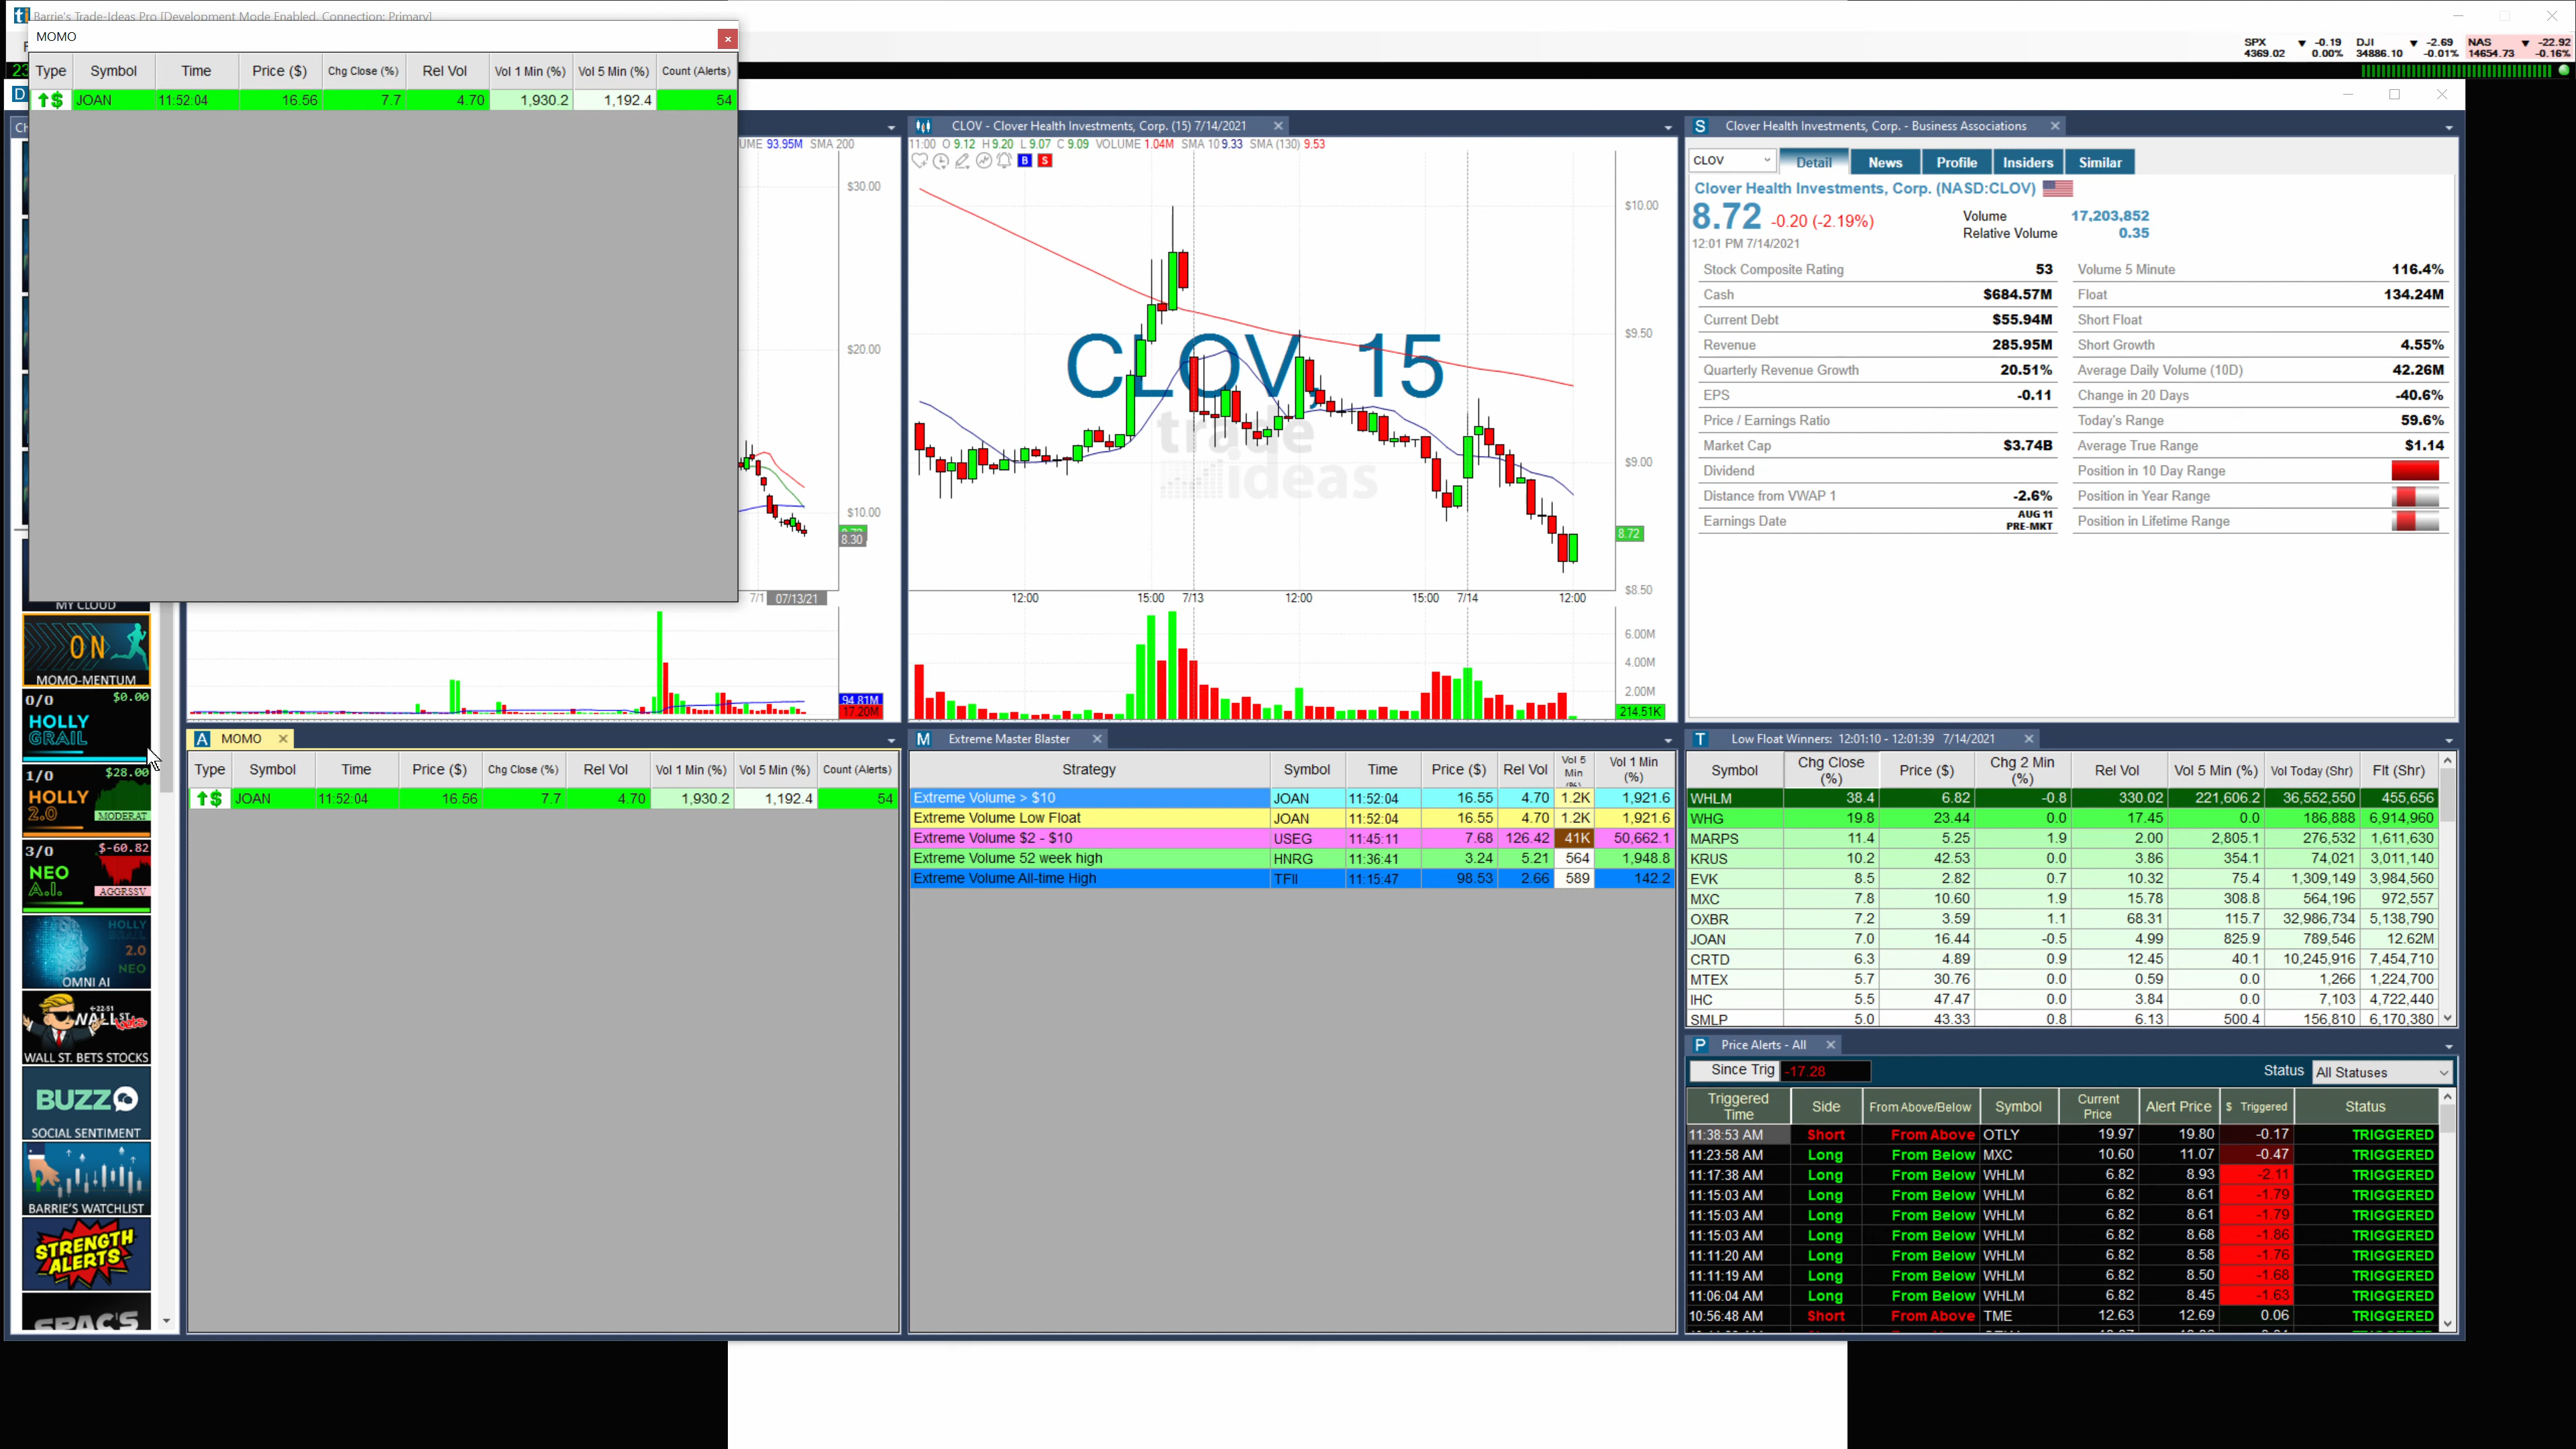 Barrie's Trade-Ideas Pro [Development Mode Enabled, Connection: Primary]
MOMO
SPX ▼ -0.19 DJI ▼ -2.69 NAS ▼ -22.92
4369.02 0.00% 34886.10 -0.01% 14654.73 -0.16%
Type Symbol Time Price ($) Chg Close (%) Rel Vol Vol 1 Min (%) Vol 5 Min (%) Count (Alerts)
JOAN 11:52:04 16.56 7.7 4.70 1,930.2 1,192.4 54
CLOV - Clover Health Investments, Corp. (15) 7/14/2021
VOLUME 93.95M SMA 200
11:00 O 9.12 H 9.20 L 9.07 C 9.09 VOLUME 1.04M SMA 10 9.33 SMA (130) 9.53
B S
$30.00
$20.00
$10.00
8.30
7/1 07/13/21
94.81M
17.20M
CLOV, 15
trade ideas
$10.00
$9.50
$9.00
8.72
$8.50
12:00 15:00 7/13 12:00 15:00 7/14 12:00
6.00M
4.00M
2.00M
214.51K
S Clover Health Investments, Corp. - Business Associations
CLOV Detail News Profile Insiders Similar
Clover Health Investments, Corp. (NASD:CLOV)
8.72 -0.20 (-2.19%)
Volume 17,203,852
Relative Volume 0.35
12:01 PM 7/14/2021
Stock Composite Rating 53 Volume 5 Minute 116.4%
Cash $684.57M Float 134.24M
Current Debt $55.94M Short Float
Revenue 285.95M Short Growth 4.55%
Quarterly Revenue Growth 20.51% Average Daily Volume (10D) 42.26M
EPS -0.11 Change in 20 Days -40.6%
Price / Earnings Ratio Today's Range 59.6%
Market Cap $3.74B Average True Range $1.14
Dividend Position in 10 Day Range
Distance from VWAP 1 -2.6% Position in Year Range
Earnings Date AUG 11 PRE-MKT Position in Lifetime Range
MY CLOUD
ON
MOMO-MENTUM
0/0 $0.00
HOLLY GRAIL
1/0 $28.00
HOLLY 2.0
MODERAT
3/0 $-60.82
NEO A.I.
AGGRSSV
HOLLY GRAIL
2.0
NEO
OMNI AI
WALL ST. bets
WALL ST. BETS STOCKS
BUZZ
SOCIAL SENTIMENT
BARRIE'S WATCHLIST
STRENGTH ALERTS
SPAC'S
A MOMO
Type Symbol Time Price ($) Chg Close (%) Rel Vol Vol 1 Min (%) Vol 5 Min (%) Count (Alerts)
JOAN 11:52:04 16.56 7.7 4.70 1,930.2 1,192.4 54
M Extreme Master Blaster
Strategy Symbol Time Price ($) Rel Vol Vol 5 Min (%) Vol 1 Min (%)
Extreme Volume > $10 JOAN 11:52:04 16.55 4.70 1.2K 1,921.6
Extreme Volume Low Float JOAN 11:52:04 16.55 4.70 1.2K 1,921.6
Extreme Volume $2 - $10 USEG 11:45:11 7.68 126.42 41K 50,662.1
Extreme Volume 52 week high HNRG 11:36:41 3.24 5.21 564 1,948.8
Extreme Volume All-time High TFII 11:15:47 98.53 2.66 589 142.2
T Low Float Winners: 12:01:10 - 12:01:39 7/14/2021
Symbol Chg Close (%) Price ($) Chg 2 Min (%) Rel Vol Vol 5 Min (%) Vol Today (Shr) Flt (Shr)
WHLM 38.4 6.82 -0.8 330.02 221,606.2 36,552,550 455,656
WHG 19.8 23.44 0.0 17.45 0.0 186,888 6,914,960
MARPS 11.4 5.25 1.9 2.00 2,805.1 276,532 1,611,630
KRUS 10.2 42.53 0.0 3.86 354.1 74,021 3,011,140
EVK 8.5 2.82 0.7 10.32 75.4 1,309,149 3,984,560
MXC 7.8 10.60 1.9 15.78 308.8 564,196 972,557
OXBR 7.2 3.59 1.1 68.31 115.7 32,986,734 5,138,790
JOAN 7.0 16.44 -0.5 4.99 825.9 789,546 12.62M
CRTD 6.3 4.89 0.9 12.45 40.1 10,245,916 7,454,710
MTEX 5.7 30.76 0.0 0.59 0.0 1,266 1,224,700
IHC 5.5 47.47 0.0 3.84 0.0 7,103 4,722,440
SMLP 5.0 43.33 0.8 6.13 500.4 156,810 6,170,380
P Price Alerts - All
Since Trig -17.28 Status All Statuses
Triggered Time Side From Above/Below Symbol Current Price Alert Price $ Triggered Status
11:38:53 AM Short From Above OTLY 19.97 19.80 -0.17 TRIGGERED
11:23:58 AM Long From Below MXC 10.60 11.07 -0.47 TRIGGERED
11:17:38 AM Long From Below WHLM 6.82 8.93 -2.11 TRIGGERED
11:15:03 AM Long From Below WHLM 6.82 8.61 -1.79 TRIGGERED
11:15:03 AM Long From Below WHLM 6.82 8.61 -1.79 TRIGGERED
11:15:03 AM Long From Below WHLM 6.82 8.68 -1.86 TRIGGERED
11:11:20 AM Long From Below WHLM 6.82 8.58 -1.76 TRIGGERED
11:11:19 AM Long From Below WHLM 6.82 8.50 -1.68 TRIGGERED
11:06:04 AM Long From Below WHLM 6.82 8.45 -1.63 TRIGGERED
10:56:48 AM Short From Above TME 12.63 12.69 0.06 TRIGGERED